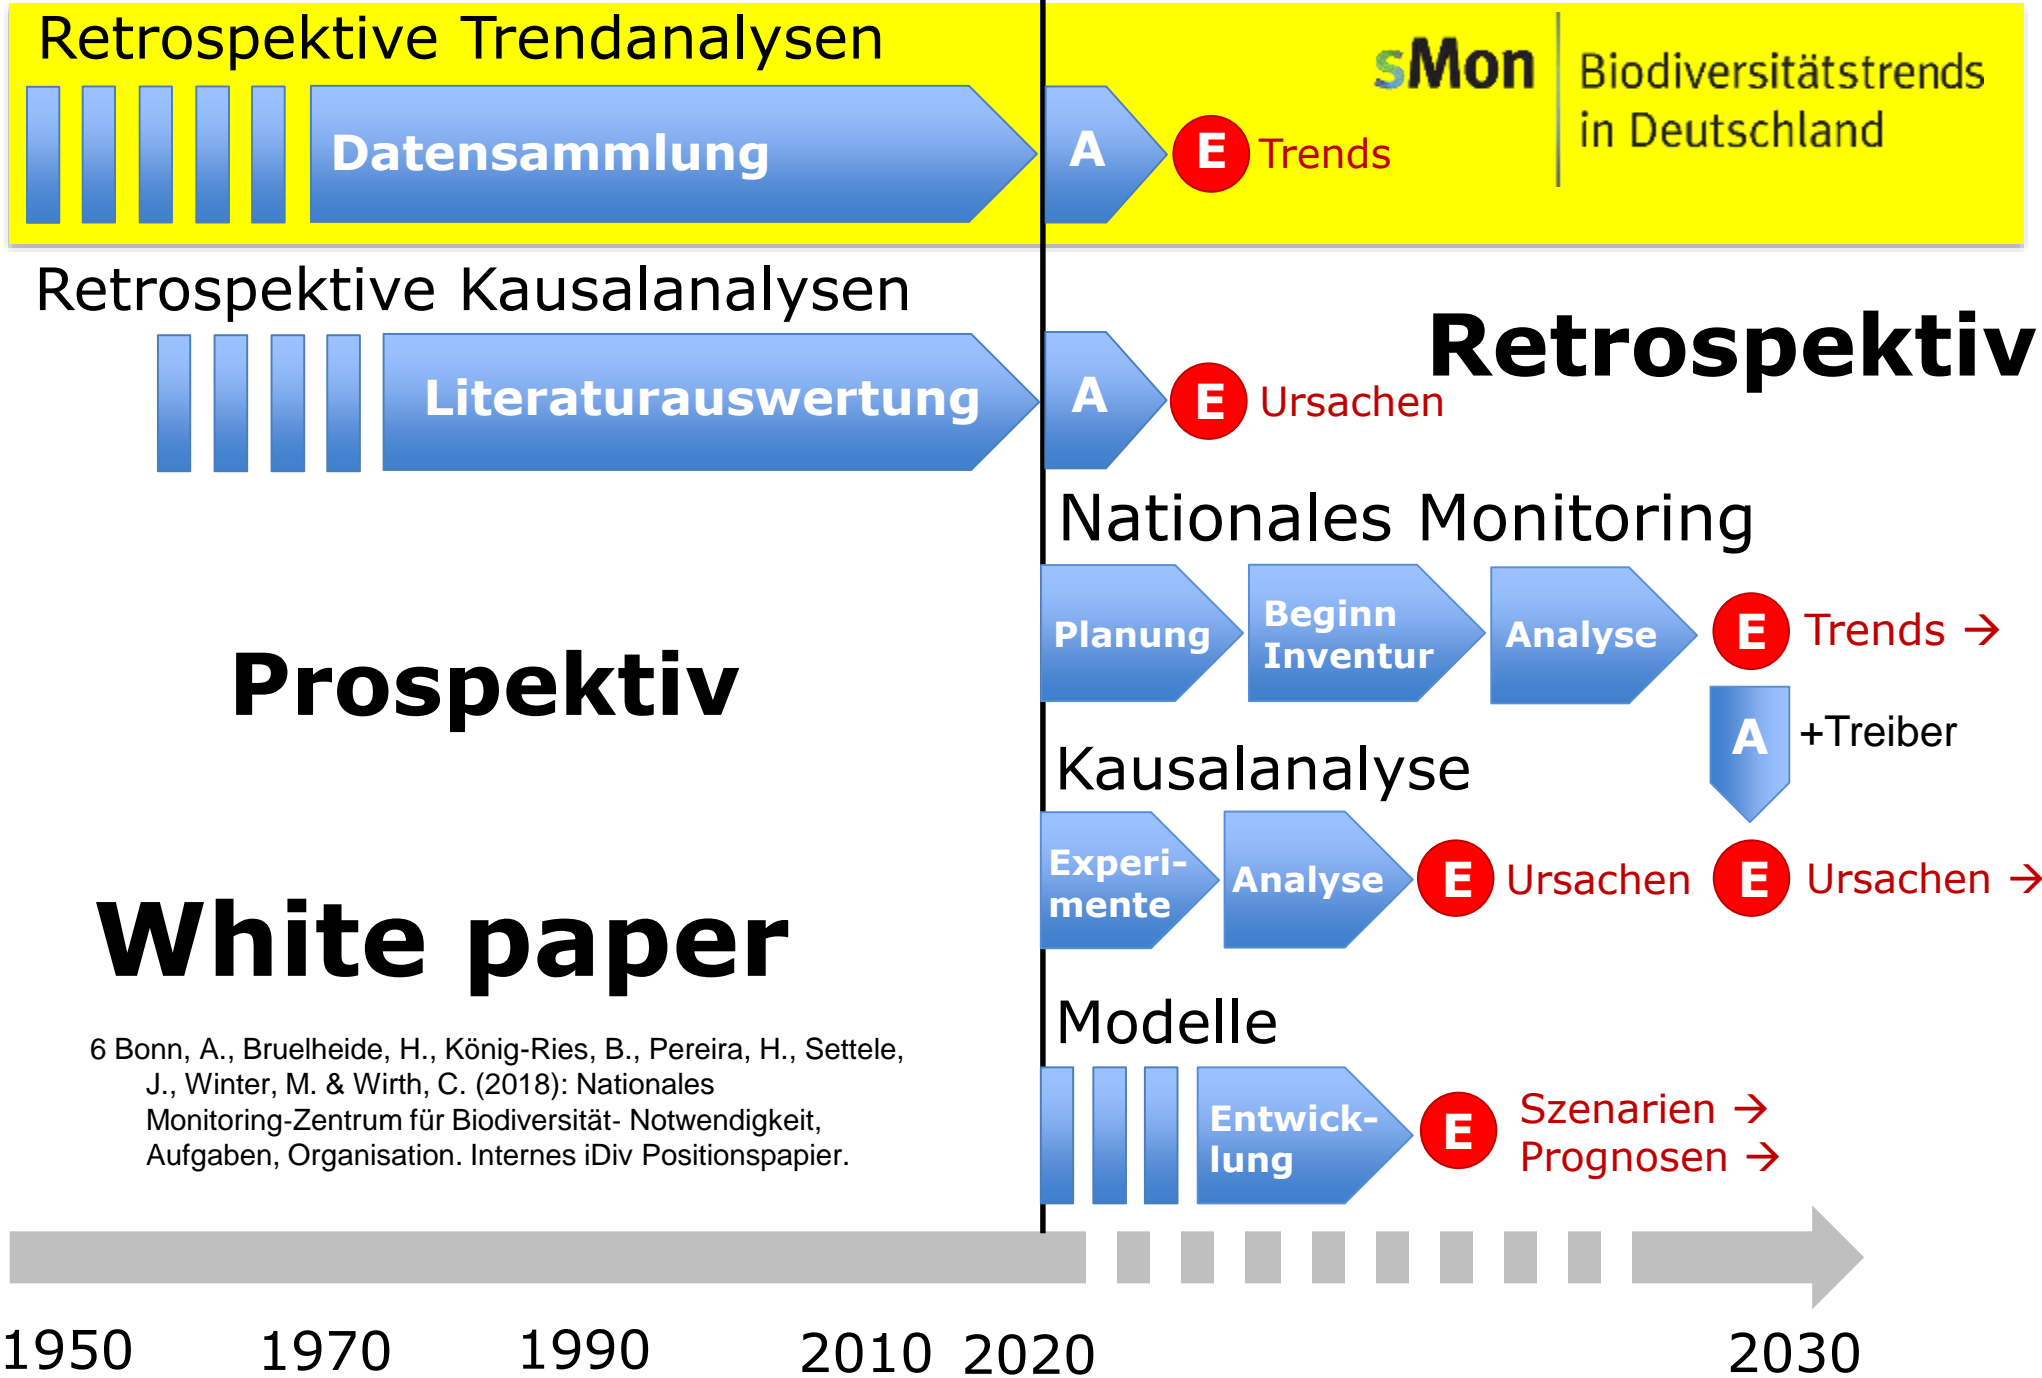 Retrospektive Trendanalysen
sMon
Biodiversitätstrends
in Deutschland
Datensammlung
A
E
Trends
Retrospektive Kausalanalysen
Retrospektiv
Literaturauswertung
A
E
Ursachen
Nationales Monitoring
Planung
Beginn
Inventur
Analyse
E
Trends →
Prospektiv
A
+Treiber
Kausalanalyse
Experi-
mente
Analyse
E
Ursachen
E
Ursachen →
White paper
6 Bonn, A., Bruelheide, H., König-Ries, B., Pereira, H., Settele,
J., Winter, M. & Wirth, C. (2018): Nationales
Monitoring-Zentrum für Biodiversität- Notwendigkeit,
Aufgaben, Organisation. Internes iDiv Positionspapier.
Modelle
Entwick-
lung
E
Szenarien →
Prognosen →
1950 1970 1990 2010 2020 2030